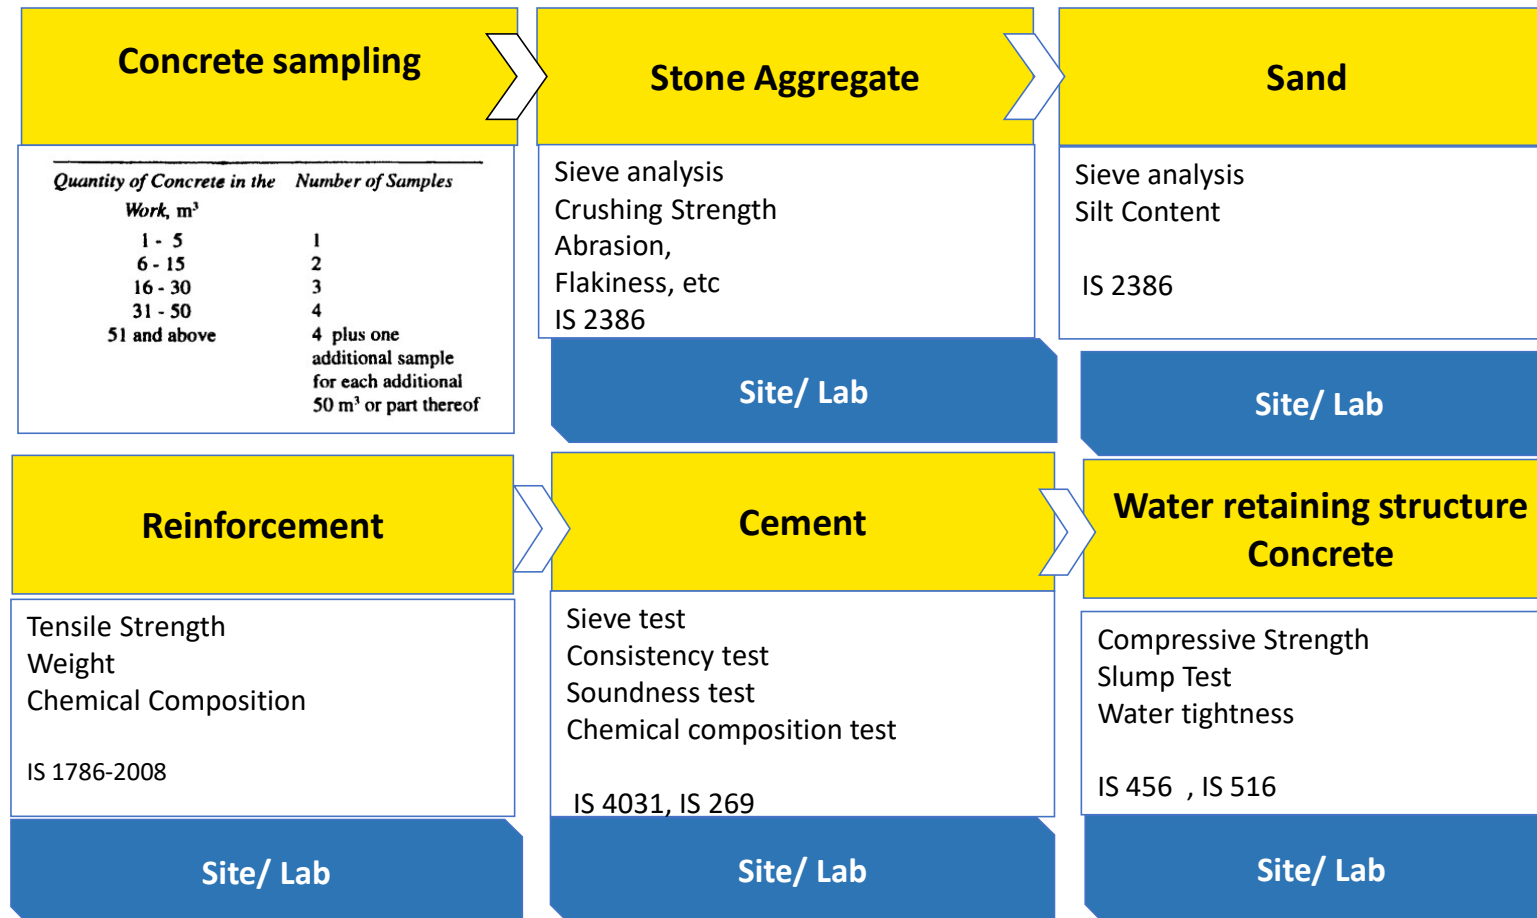 Concrete sampling
Quantity of Concrete in the Number of Samples
Work, m³
1 - 5 1
6 - 15 2
16 - 30 3
31 - 50 4
51 and above 4 plus one
additional sample
for each additional
50 m³ or part thereof
Stone Aggregate
Sieve analysis
Crushing Strength
Abrasion,
Flakiness, etc
IS 2386
Site/ Lab
Sand
Sieve analysis
Silt Content
IS 2386
Site/ Lab
Reinforcement
Tensile Strength
Weight
Chemical Composition
IS 1786-2008
Site/ Lab
Cement
Sieve test
Consistency test
Soundness test
Chemical composition test
IS 4031, IS 269
Site/ Lab
Water retaining structure
Concrete
Compressive Strength
Slump Test
Water tightness
IS 456 , IS 516
Site/ Lab